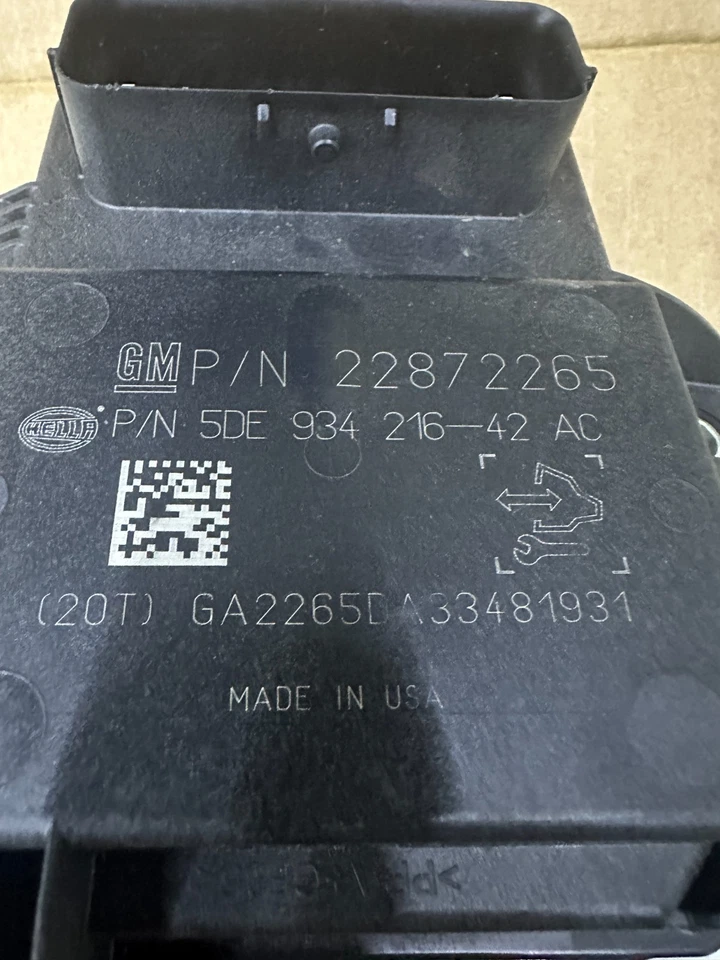 GM P/N 22872265
HELLA P/N 5DE 934 216-42 AC
(20T) GA2265DA33481931
MADE IN USA